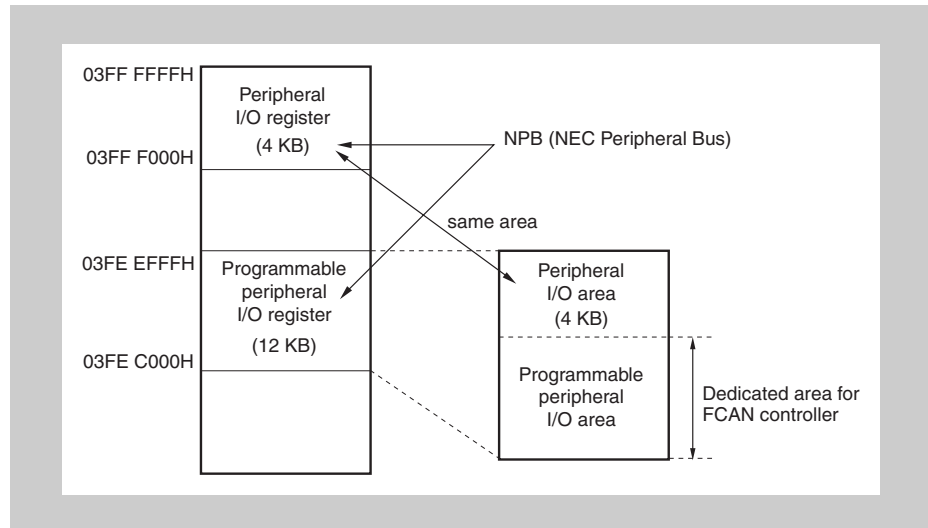 03FF FFFFH
Peripheral
I/O register
(4 KB)
NPB (NEC Peripheral Bus)
03FF F000H
same area
03FE EFFFH
Programmable
peripheral
I/O register
(12 KB)
Peripheral
I/O area
(4 KB)
03FE C000H
Programmable
peripheral
I/O area
Dedicated area for
FCAN controller